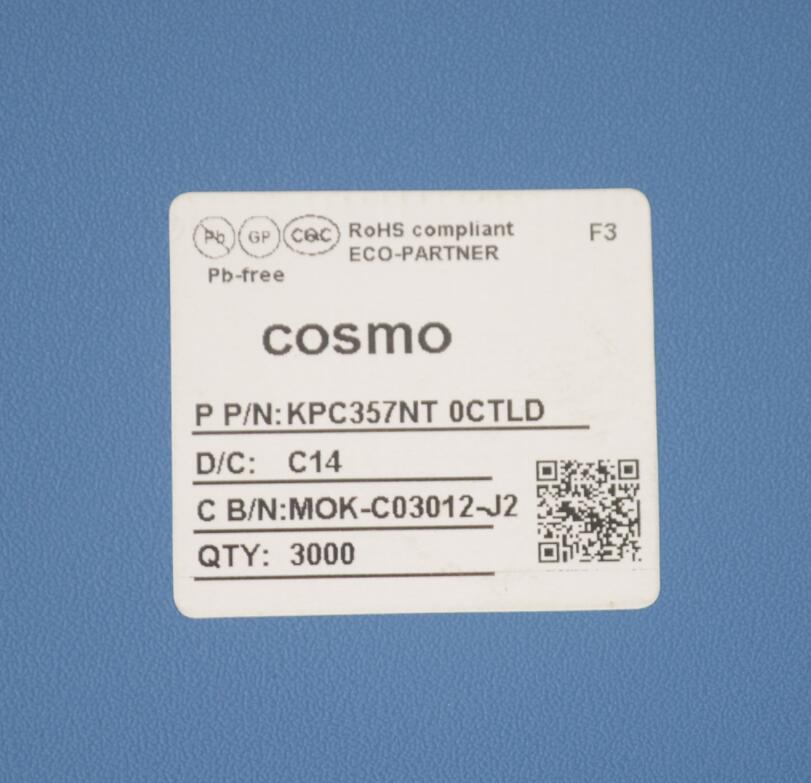 Pb GP CQC RoHS compliant F3
ECO-PARTNER
Pb-free
cosmo
P P/N:KPC357NT 0CTLD
D/C: C14
C B/N:MOK-C03012-J2
QTY: 3000